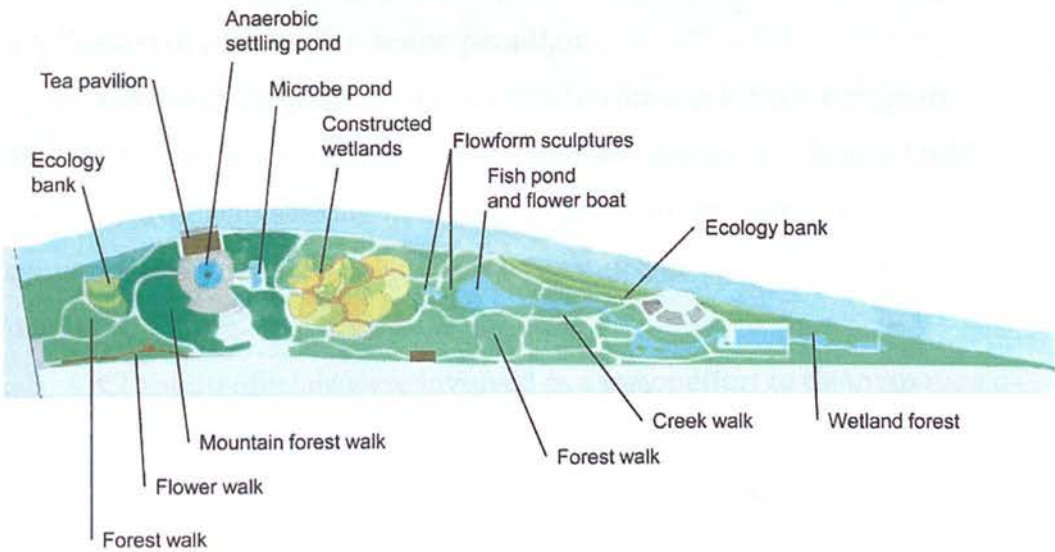 Anaerobic
settling pond
Tea pavilion
Microbe pond
Constructed
wetlands
Flowform sculptures
Ecology
bank
Fish pond
and flower boat
Ecology bank
Creek walk
Wetland forest
Mountain forest walk
Forest walk
Flower walk
Forest walk